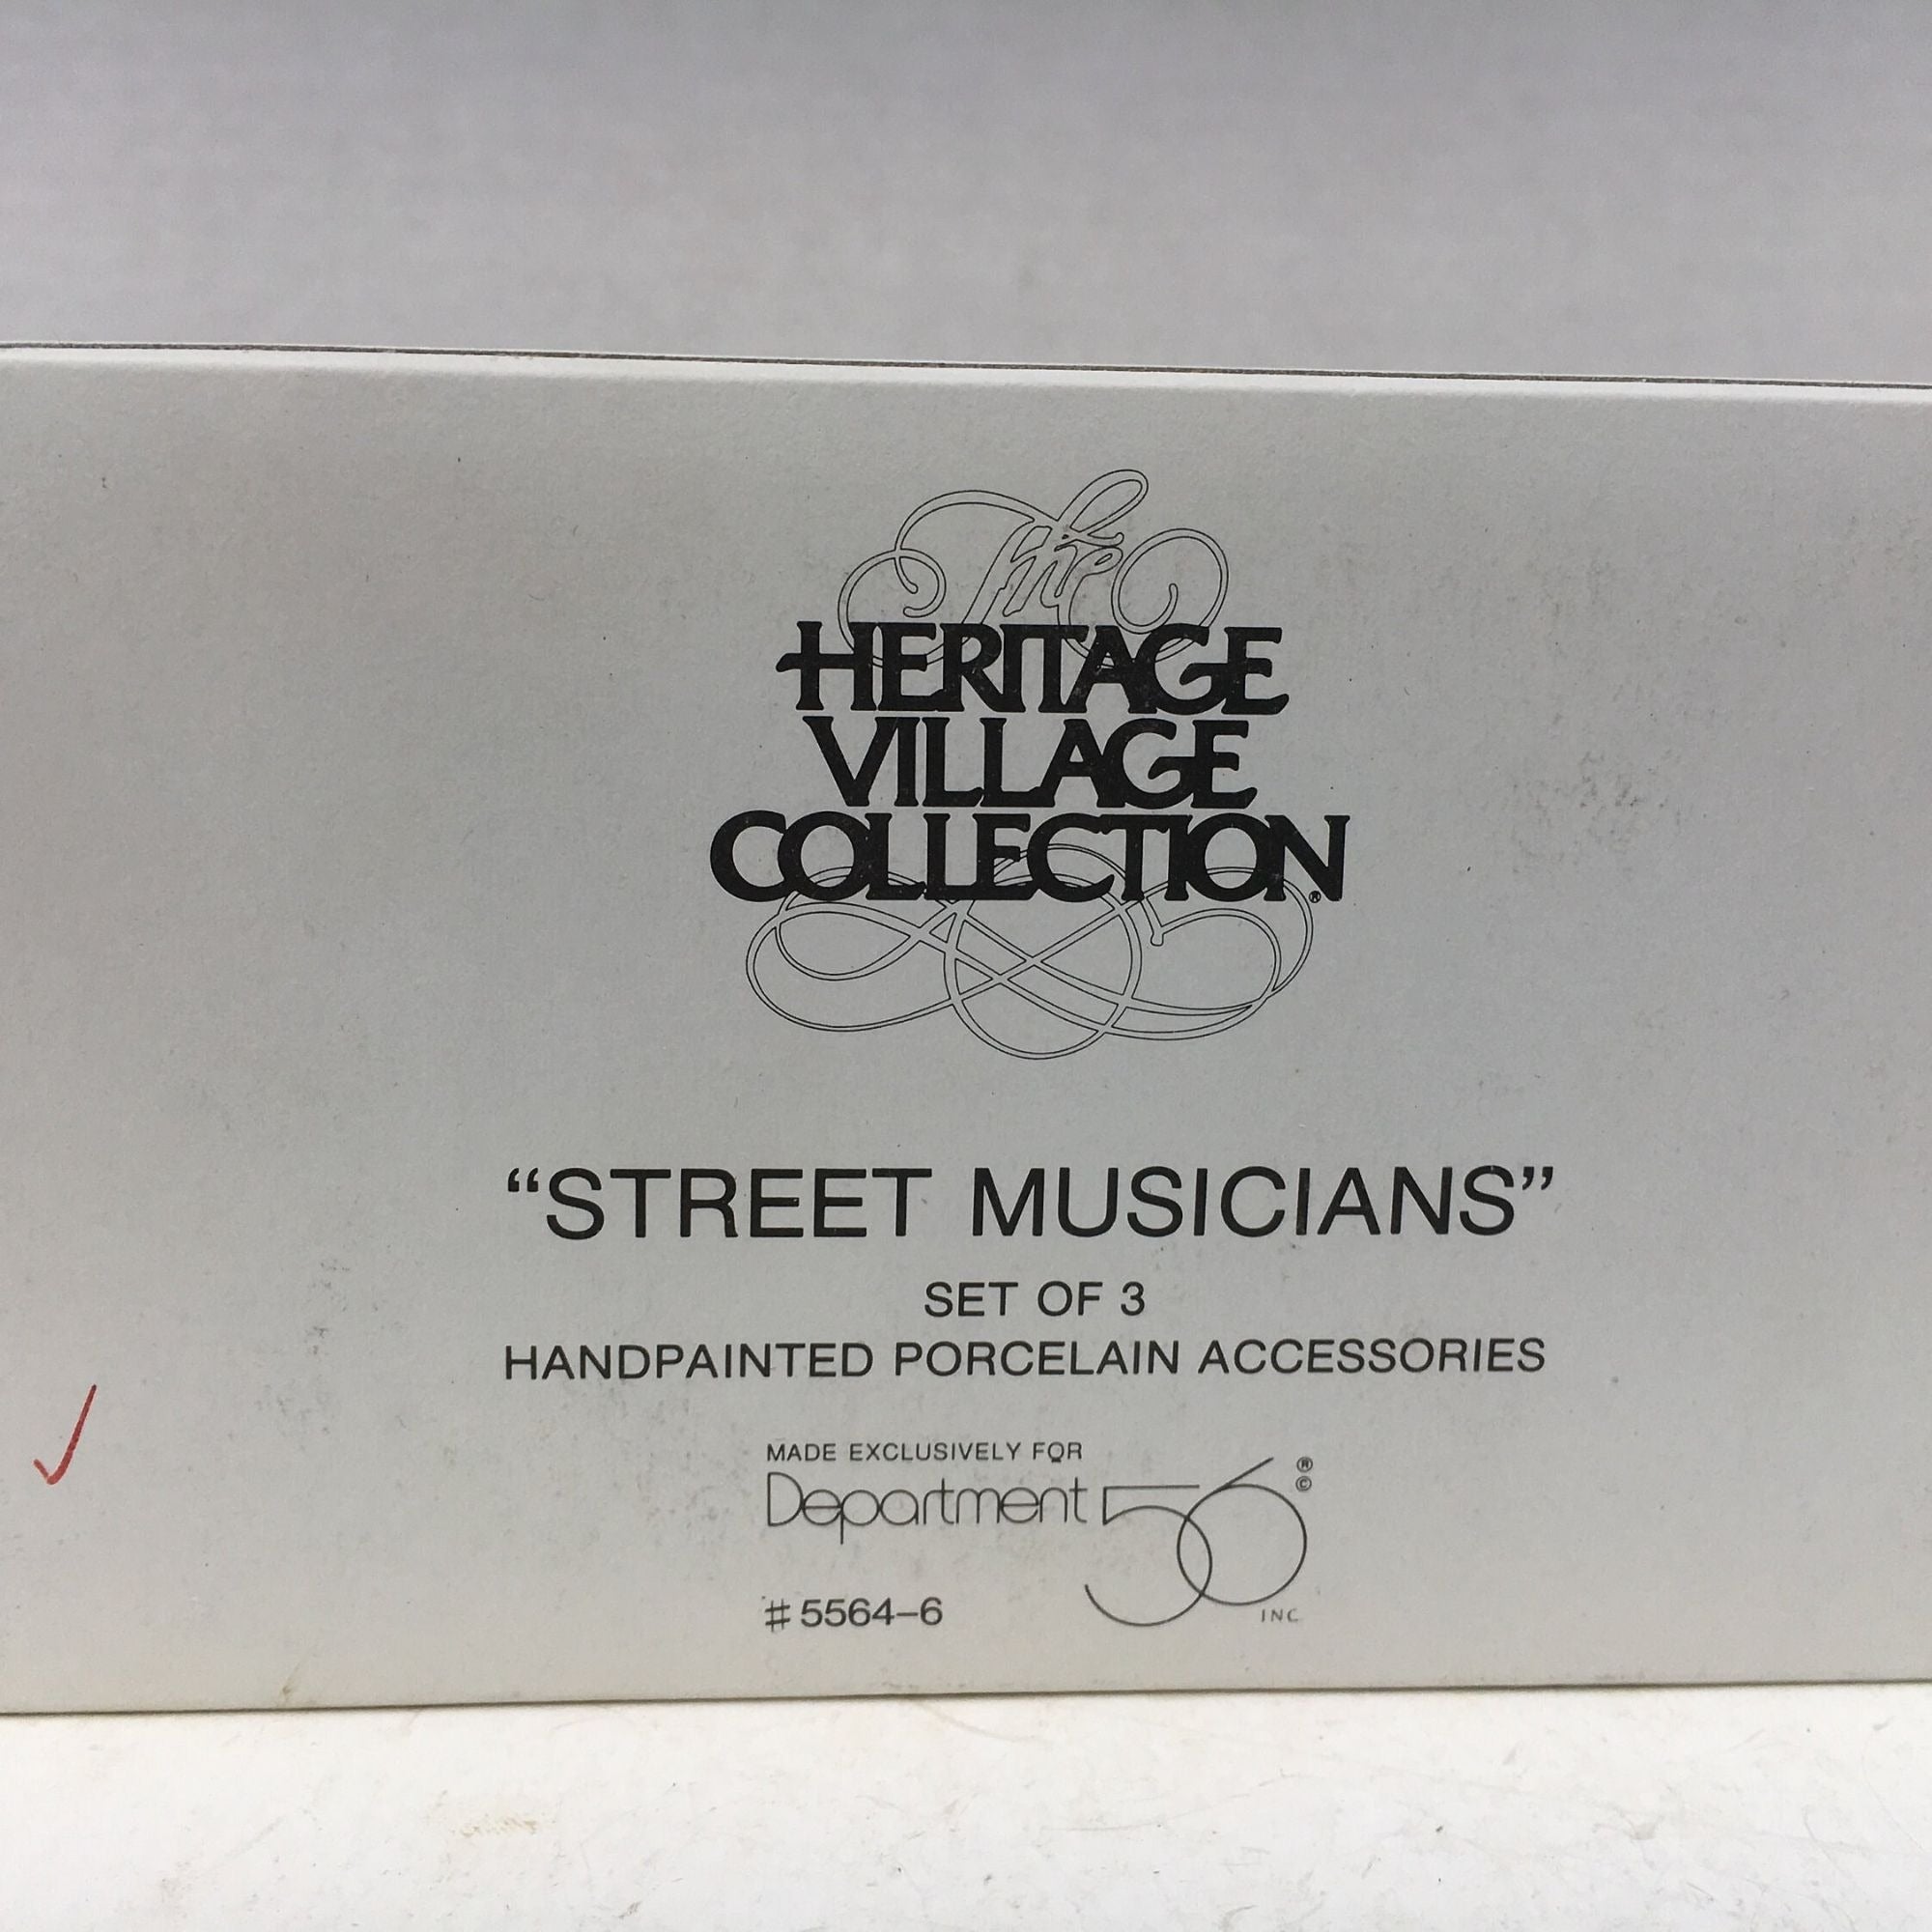 The
HERITAGE
VILLAGE
COLLECTION®
“STREET MUSICIANS”
SET OF 3
HANDPAINTED PORCELAIN ACCESSORIES
MADE EXCLUSIVELY FOR
Department 56 ® ©
INC
#5564–6